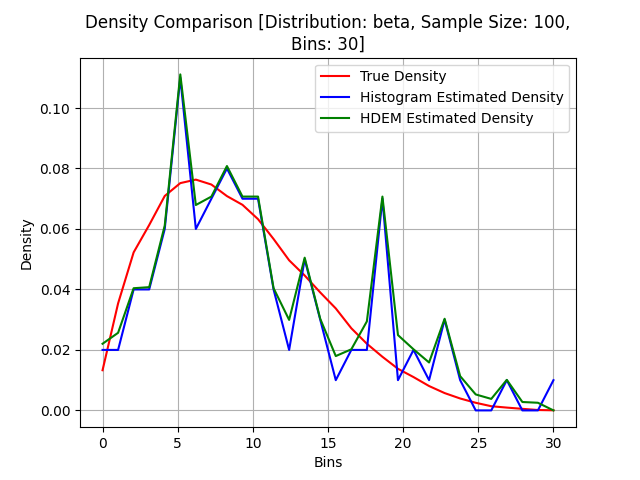 Density Comparison [Distribution: beta, Sample Size: 100,
Bins: 30]
True Density
Histogram Estimated Density
HDEM Estimated Density
Density
0.10
0.08
0.06
0.04
0.02
0.00
0 5 10 15 20 25 30
Bins